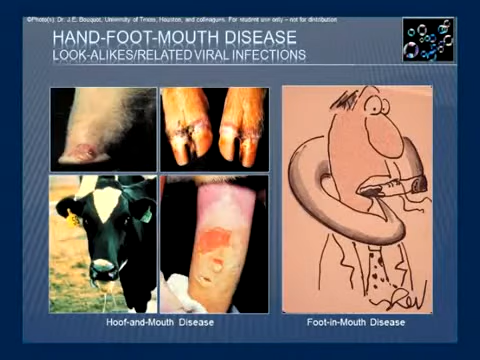 ©Photo(s): Dr. J.E. Bouquot, University of Texas, Houston, and colleagues. For student use only – not for distribution
HAND-FOOT-MOUTH DISEASE
LOOK-ALIKES/RELATED VIRAL INFECTIONS
Hoof-and-Mouth Disease
Foot-in-Mouth Disease